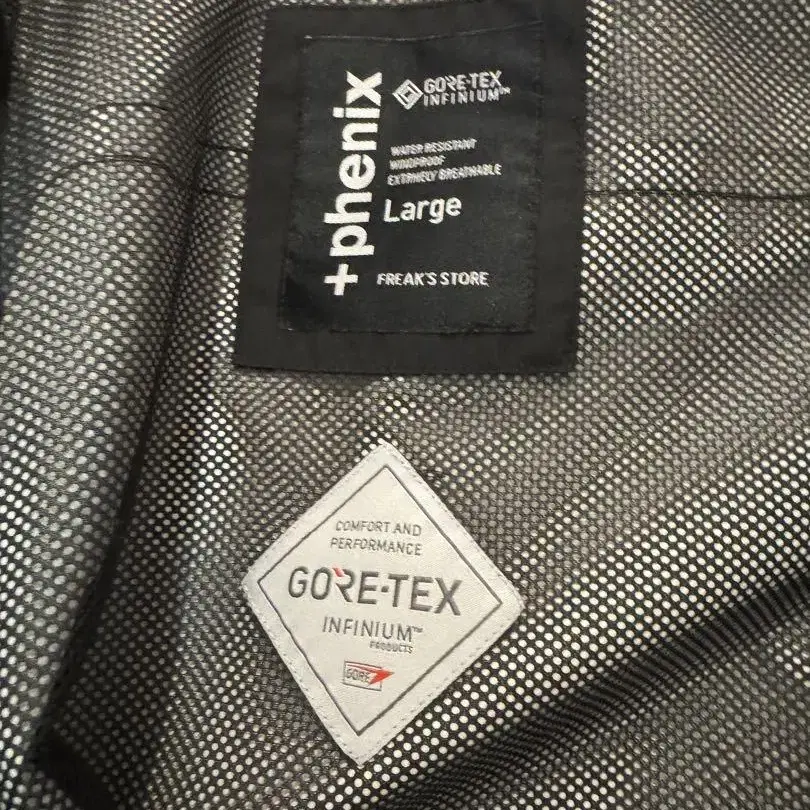 +phenix
GORE-TEX
INFINIUM™
WATER RESISTANT
WINDPROOF
EXTRMELY BREATHABLE
Large
FREAK'S STORE
COMFORT AND
PERFORMANCE
GORE-TEX
INFINIUM™
PRODUCTS
GORE